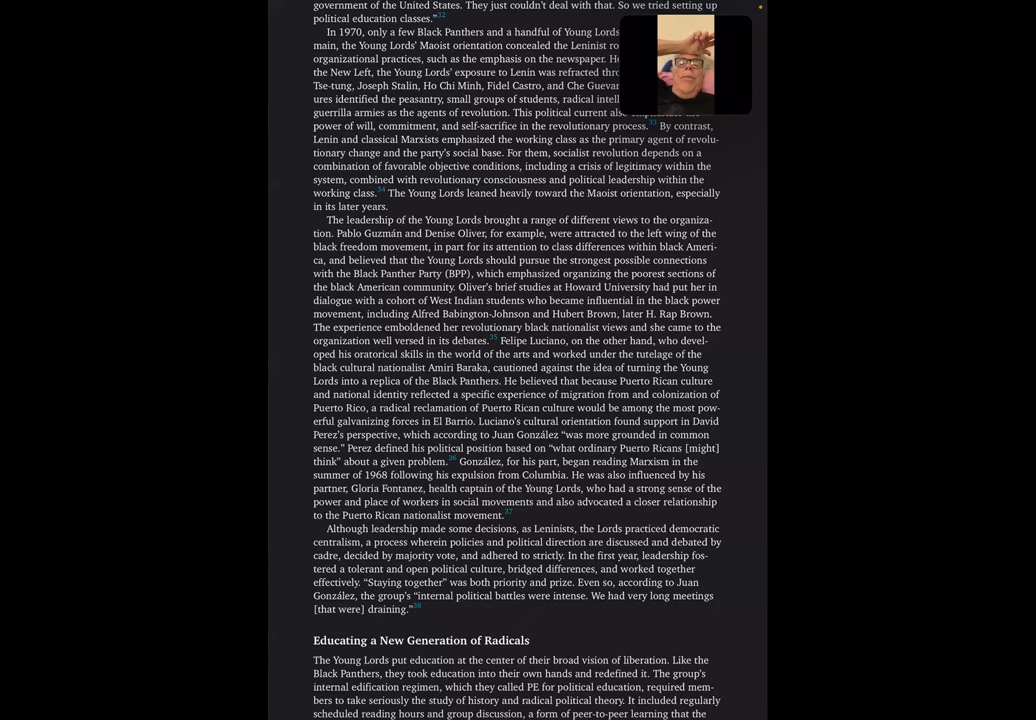 government of the United States. They just couldn't deal with that. So we tried setting up
political education classes."32
In 1970, only a few Black Panthers and a handful of Young Lords
main, the Young Lords' Maoist orientation concealed the Leninist
organizational practices, such as the emphasis on the newspaper.
the New Left, the Young Lords' exposure to Lenin was refracted
Tse-tung, Joseph Stalin, Ho Chi Minh, Fidel Castro, and Che
ures identified the peasantry, small groups of students, radical
guerrilla armies as the agents of revolution. This political current
power of will, commitment, and self-sacrifice in the revolutionary process.33 By contrast,
Lenin and classical Marxists emphasized the working class as the primary agent of revolu-
tionary change and the party's social base. For them, socialist revolution depends on a
combination of favorable objective conditions, including a crisis of legitimacy within the
system, combined with revolutionary consciousness and political leadership within the
working class.34 The Young Lords leaned heavily toward the Maoist orientation, especially
in its later years.
The leadership of the Young Lords brought a range of different views to the organiza-
tion. Pablo Guzmán and Denise Oliver, for example, were attracted to the left wing of the
black freedom movement, in part for its attention to class differences within black Ameri-
ca, and believed that the Young Lords should pursue the strongest possible connections
with the Black Panther Party (BPP), which emphasized organizing the poorest sections of
the black American community. Oliver's brief studies at Howard University had put her in
dialogue with a cohort of West Indian students who became influential in the black power
movement, including Alfred Babington-Johnson and Hubert Brown, later H. Rap Brown.
The experience emboldened her revolutionary black nationalist views and she came to the
organization well versed in its debates.35 Felipe Luciano, on the other hand, who devel-
oped his oratorical skills in the world of the arts and worked under the tutelage of the
black cultural nationalist Amiri Baraka, cautioned against the idea of turning the Young
Lords into a replica of the Black Panthers. He believed that because Puerto Rican culture
and national identity reflected a specific experience of migration from and colonization of
Puerto Rico, a radical reclamation of Puerto Rican culture would be among the most pow-
erful galvanizing forces in El Barrio. Luciano's cultural orientation found support in David
Perez's perspective, which according to Juan González "was more grounded in common
sense." Perez defined his political position based on "what ordinary Puerto Ricans [might]
think" about a given problem.36 González, for his part, began reading Marxism in the
summer of 1968 following his expulsion from Columbia. He was also influenced by his
partner, Gloria Fontanez, health captain of the Young Lords, who had a strong sense of the
power and place of workers in social movements and also advocated a closer relationship
to the Puerto Rican nationalist movement.37
Although leadership made some decisions, as Leninists, the Lords practiced democratic
centralism, a process wherein policies and political direction are discussed and debated by
cadre, decided by majority vote, and adhered to strictly. In the first year, leadership fos-
tered a tolerant and open political culture, bridged differences, and worked together
effectively. "Staying together" was both priority and prize. Even so, according to Juan
González, the group's "internal political battles were intense. We had very long meetings
[that were] draining."38
Educating a New Generation of Radicals
The Young Lords put education at the center of their broad vision of liberation. Like the
Black Panthers, they took education into their own hands and redefined it. The group's
internal edification regimen, which they called PE for political education, required mem-
bers to take seriously the study of history and radical political theory. It included regularly
scheduled reading hours and group discussion, a form of peer-to-peer learning that the